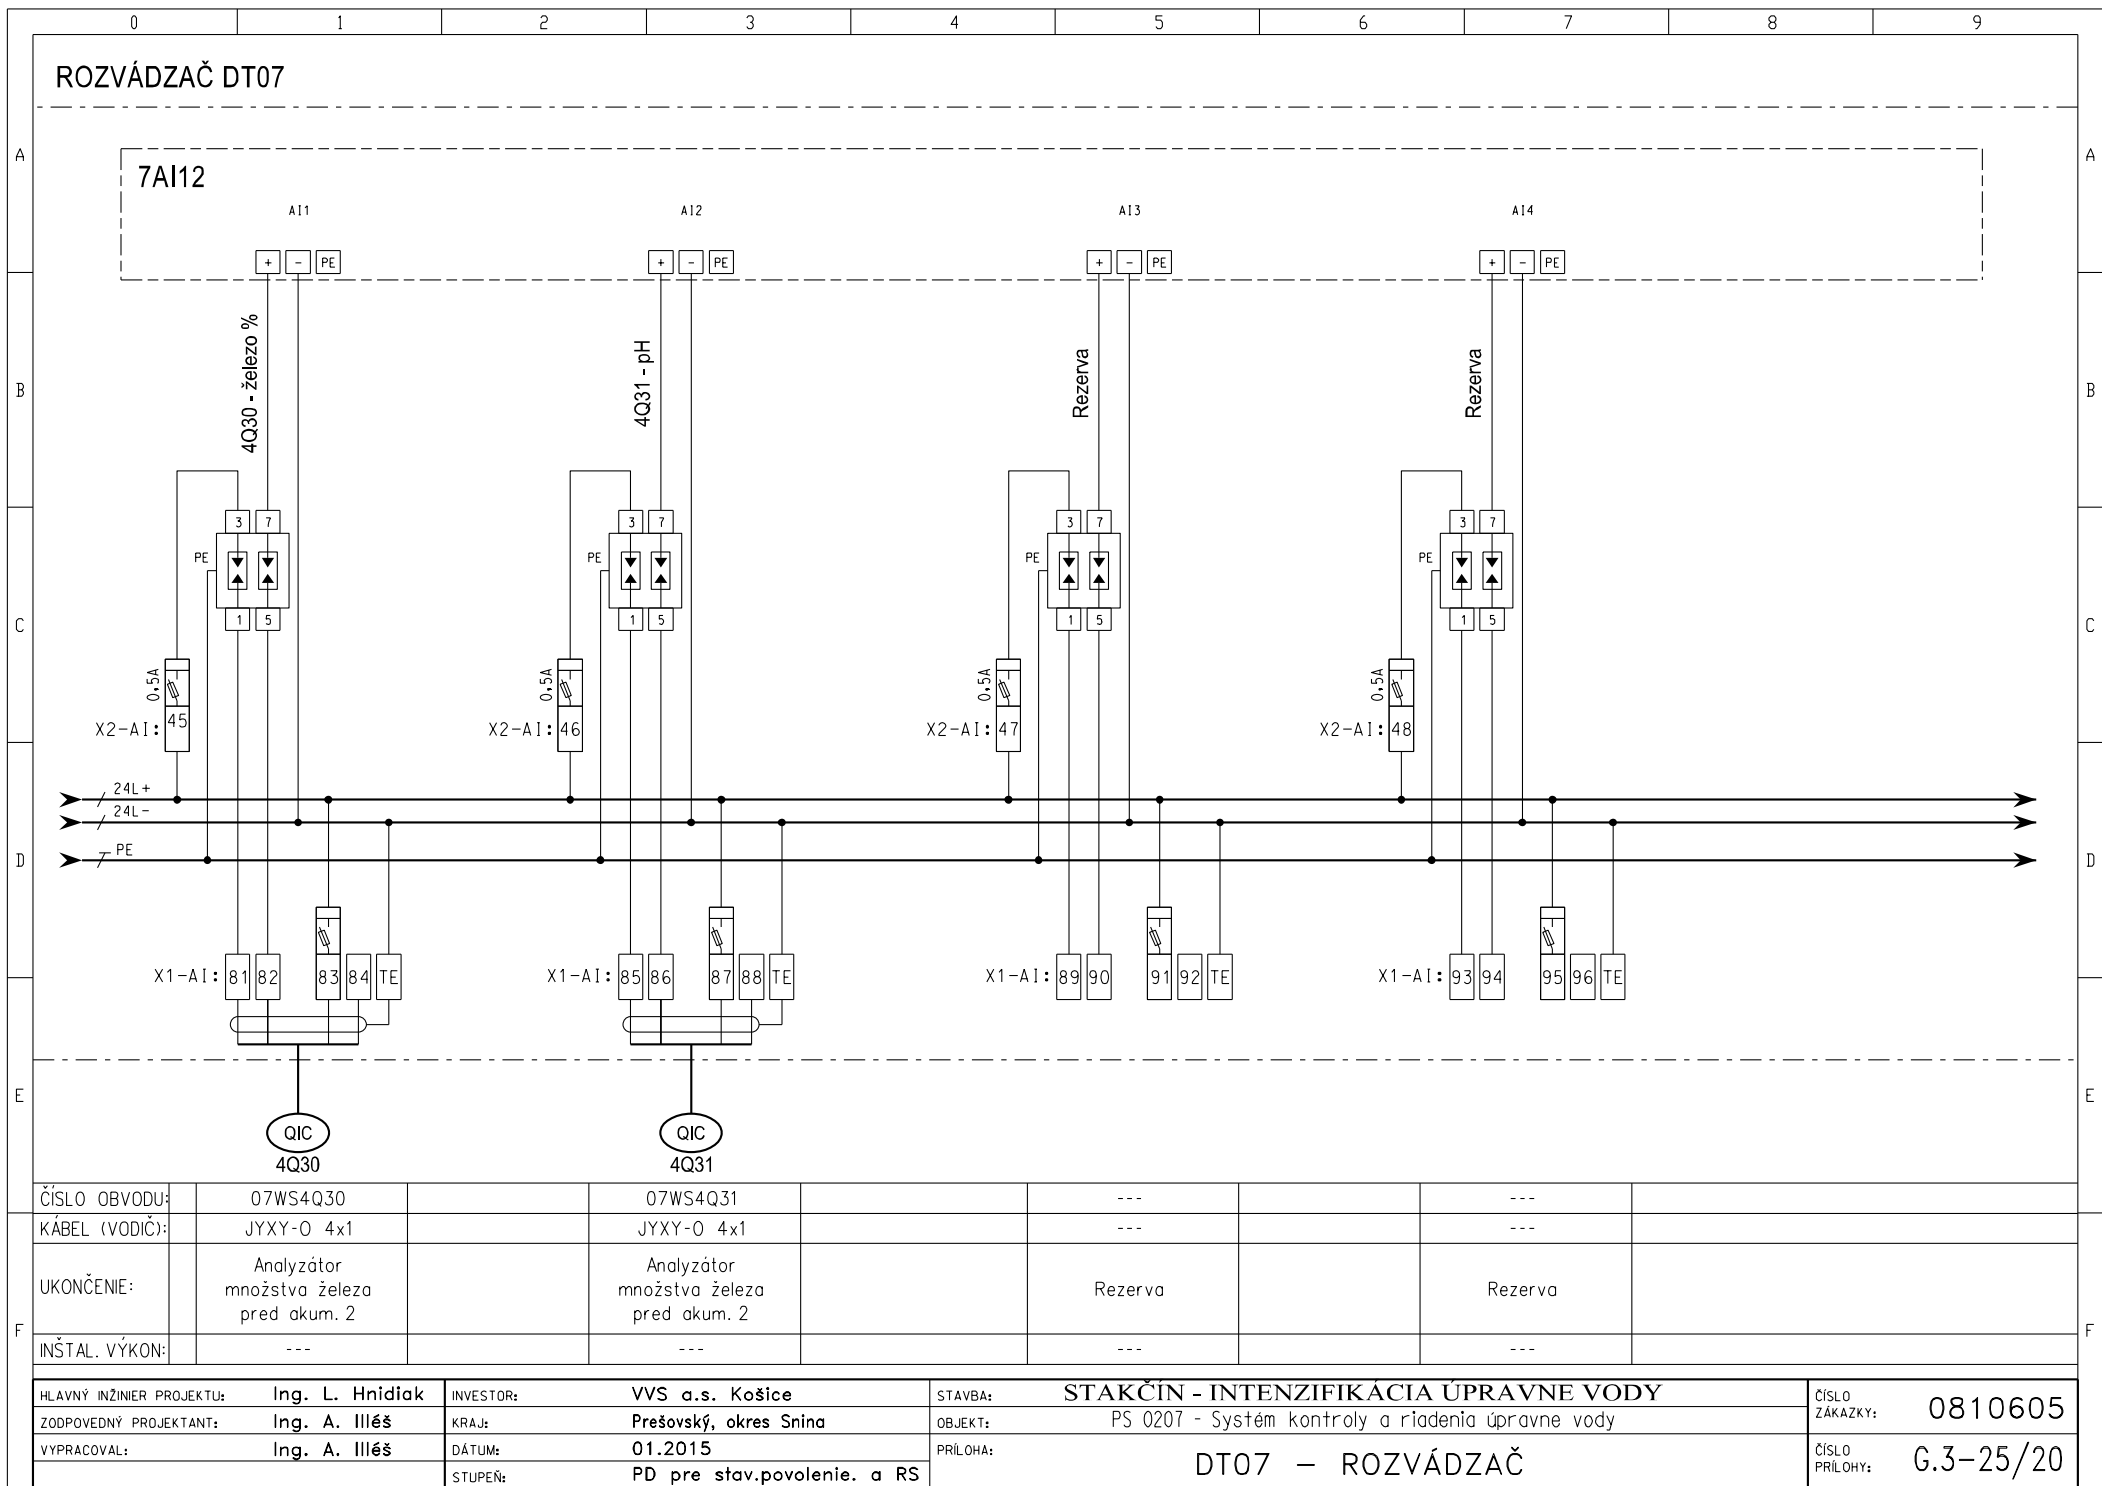 0 1 2 3 4 5 6 7 8 9
ROZVÁDZAČ DT07
A A
7AI12
AI1 AI2 AI3 AI4
+ - PE + - PE + - PE + - PE
4Q30 - železo % 4Q31 - pH Rezerva Rezerva
B B
3 7 3 7 3 7 3 7
PE PE PE PE
1 5 1 5 1 5 1 5
C C
0,5A 0,5A 0,5A 0,5A
X2-AI: 45 X2-AI: 46 X2-AI: 47 X2-AI: 48
24L+
24L-
PE
D D
X1-AI: 81 82 83 84 TE X1-AI: 85 86 87 88 TE X1-AI: 89 90 91 92 TE X1-AI: 93 94 95 96 TE
E E
QIC QIC
4Q30 4Q31
ČÍSLO OBVODU: 07WS4Q30 07WS4Q31 --- ---
KÁBEL (VODIČ): JYXY-O 4x1 JYXY-O 4x1 --- ---
UKONČENIE: Analyzátor množstva železa pred akum. 2 Analyzátor množstva železa pred akum. 2 Rezerva Rezerva
F F
INŠTAL. VÝKON: --- --- --- ---
HLAVNÝ INŽINIER PROJEKTU: Ing. L. Hnidiak INVESTOR: VVS a.s. Košice STAVBA: STAKČÍN - INTENZIFIKÁCIA ÚPRAVNE VODY ČÍSLO ZÁKAZKY: 0810605
ZODPOVEDNÝ PROJEKTANT: Ing. A. Illéš KRAJ: Prešovský, okres Snina OBJEKT: PS 0207 - Systém kontroly a riadenia úpravne vody
VYPRACOVAL: Ing. A. Illéš DÁTUM: 01.2015 PRÍLOHA: DT07 – ROZVÁDZAČ ČÍSLO PRÍLOHY: G.3-25/20
STUPEŇ: PD pre stav.povolenie. a RS